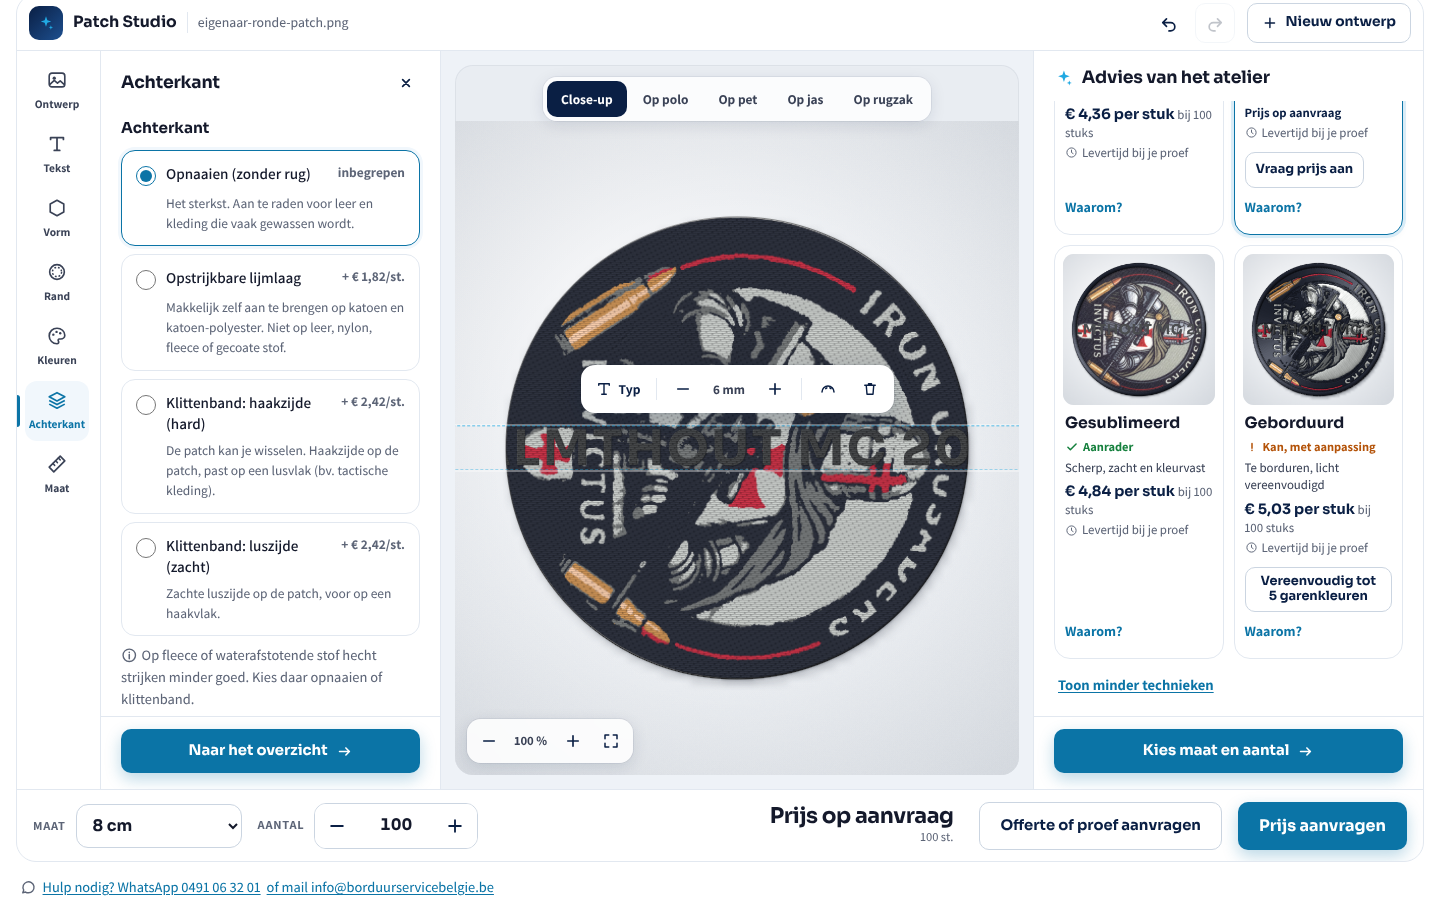 Patch Studio
eigenaar-ronde-patch.png
Nieuw ontwerp
Ontwerp
Tekst
Vorm
Rand
Kleuren
Achterkant
Maat
Achterkant
Achterkant
Opnaaien (zonder rug)
inbegrepen
Het sterkst. Aan te raden voor leer en
kleding die vaak gewassen wordt.
Opstrijkbare lijmlaag
+ € 1,82/st.
Makkelijk zelf aan te brengen op katoen en
katoen-polyester. Niet op leer, nylon,
fleece of gecoate stof.
Klittenband: haakzijde
(hard)
+ € 2,42/st.
De patch kan je wisselen. Haakzijde op de
patch, past op een lusvlak (bv. tactische
kleding).
Klittenband: luszijde
(zacht)
+ € 2,42/st.
Zachte luszijde op de patch, voor op een
haakvlak.
Op fleece of waterafstotende stof hecht
strijken minder goed. Kies daar opnaaien of
klittenband.
Naar het overzicht →
Close-up
Op polo
Op pet
Op jas
Op rugzak
IRON
Typ
6 mm
LMTHOUT MC 20
100 %
Advies van het atelier
€ 4,36 per stuk bij 100
stuks
Levertijd bij je proef
Waarom?
Prijs op aanvraag
Levertijd bij je proef
Vraag prijs aan
Waarom?
IRON
INVICTUS
Gesublimeerd
Aanrader
Scherp, zacht en kleurvast
€ 4,84 per stuk bij 100
stuks
Levertijd bij je proef
Waarom?
IRON
INVICTUS
Geborduurd
Kan, met aanpassing
Te borduren, licht
vereenvoudigd
€ 5,03 per stuk bij
100 stuks
Levertijd bij je proef
Vereenvoudig tot
5 garenkleuren
Waarom?
Toon minder technieken
Kies maat en aantal →
MAAT
8 cm
AANTAL
100
Prijs op aanvraag
100 st.
Offerte of proef aanvragen
Prijs aanvragen
Hulp nodig? WhatsApp 0491 06 32 01 of mail info@borduurservicebelgie.be